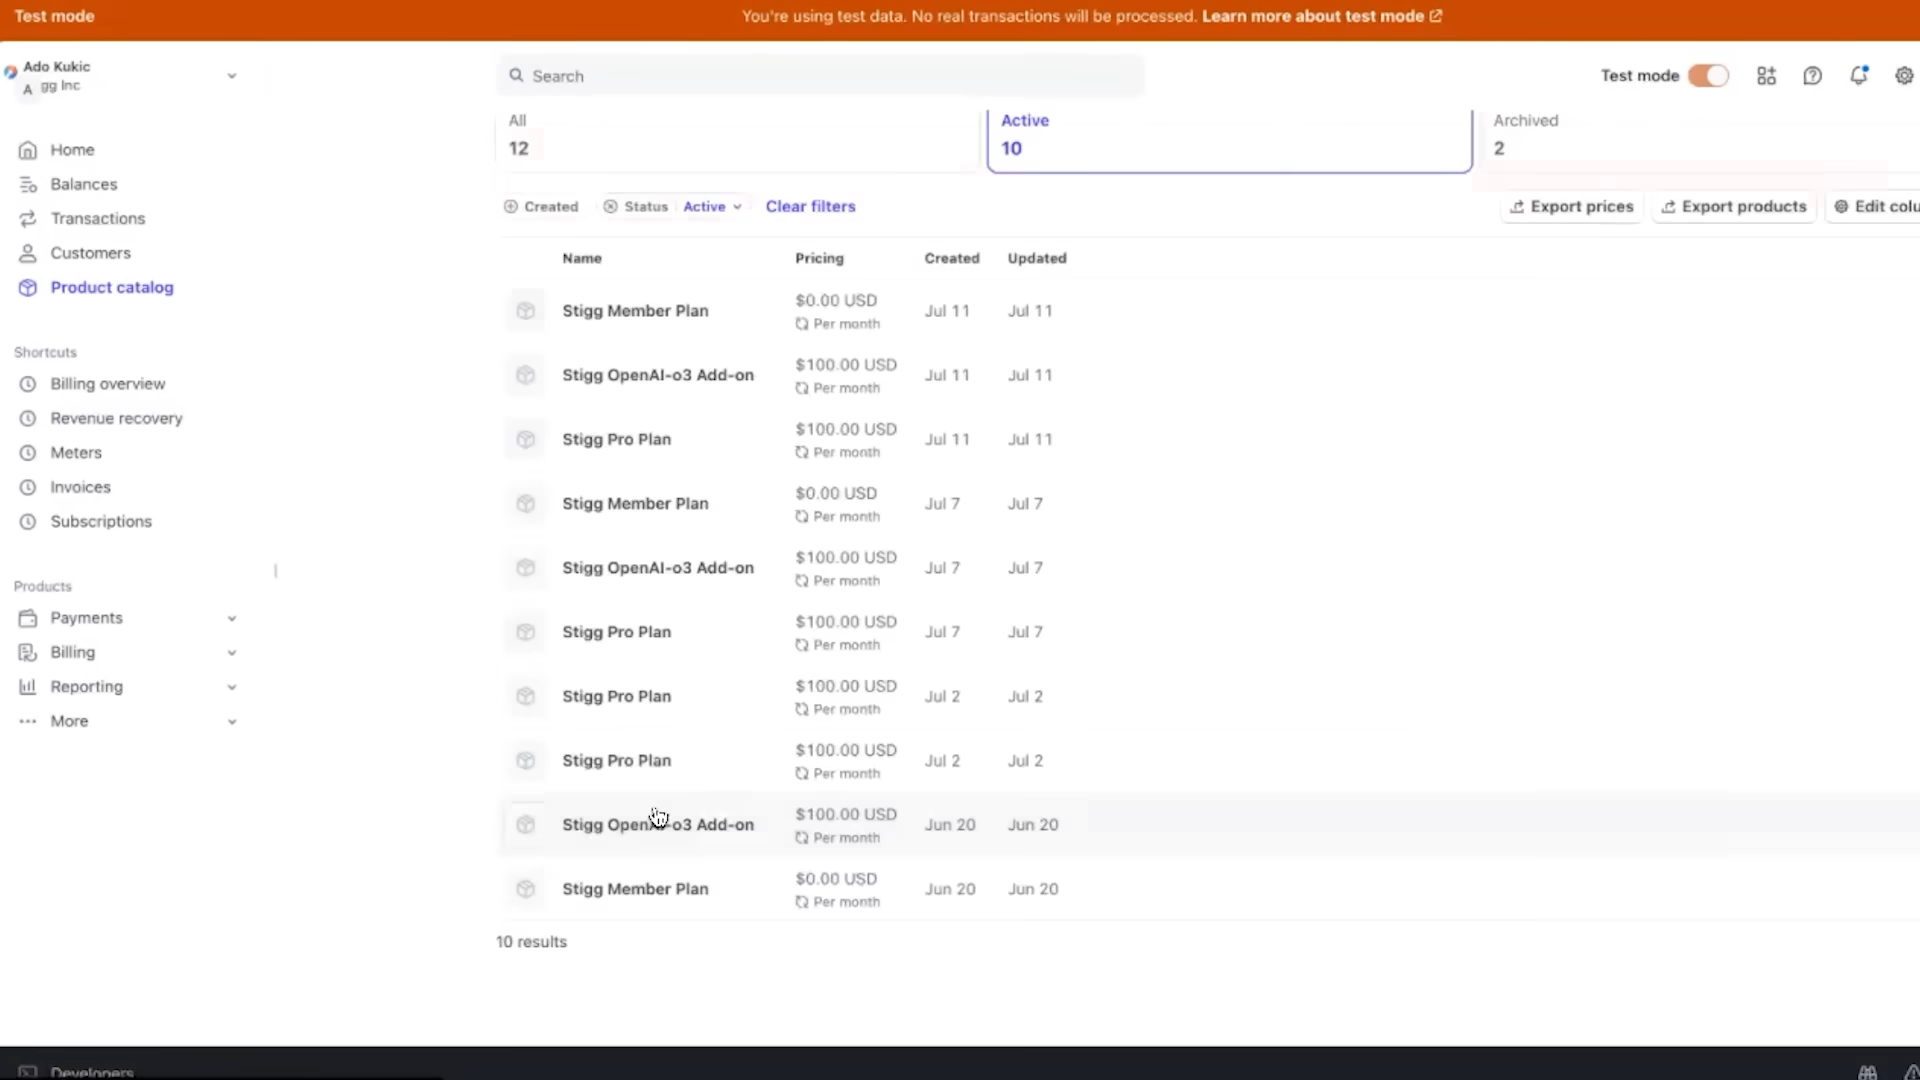 Test mode
You're using test data. No real transactions will be processed. Learn more about test mode
Ado Kukic
A gg Inc
Search
Test mode
Home
Balances
Transactions
Customers
Product catalog
Shortcuts
Billing overview
Revenue recovery
Meters
Invoices
Subscriptions
Products
Payments
Billing
Reporting
More
All
12
Active
10
Archived
2
Created
Status Active
Clear filters
Export prices
Export products
Edit colu
Name Pricing Created Updated
Stigg Member Plan $0.00 USD Jul 11 Jul 11
Per month
Stigg OpenAI-o3 Add-on $100.00 USD Jul 11 Jul 11
Per month
Stigg Pro Plan $100.00 USD Jul 11 Jul 11
Per month
Stigg Member Plan $0.00 USD Jul 7 Jul 7
Per month
Stigg OpenAI-o3 Add-on $100.00 USD Jul 7 Jul 7
Per month
Stigg Pro Plan $100.00 USD Jul 7 Jul 7
Per month
Stigg Pro Plan $100.00 USD Jul 2 Jul 2
Per month
Stigg Pro Plan $100.00 USD Jul 2 Jul 2
Per month
Stigg OpenAI-o3 Add-on $100.00 USD Jun 20 Jun 20
Per month
Stigg Member Plan $0.00 USD Jun 20 Jun 20
Per month
10 results
Developers